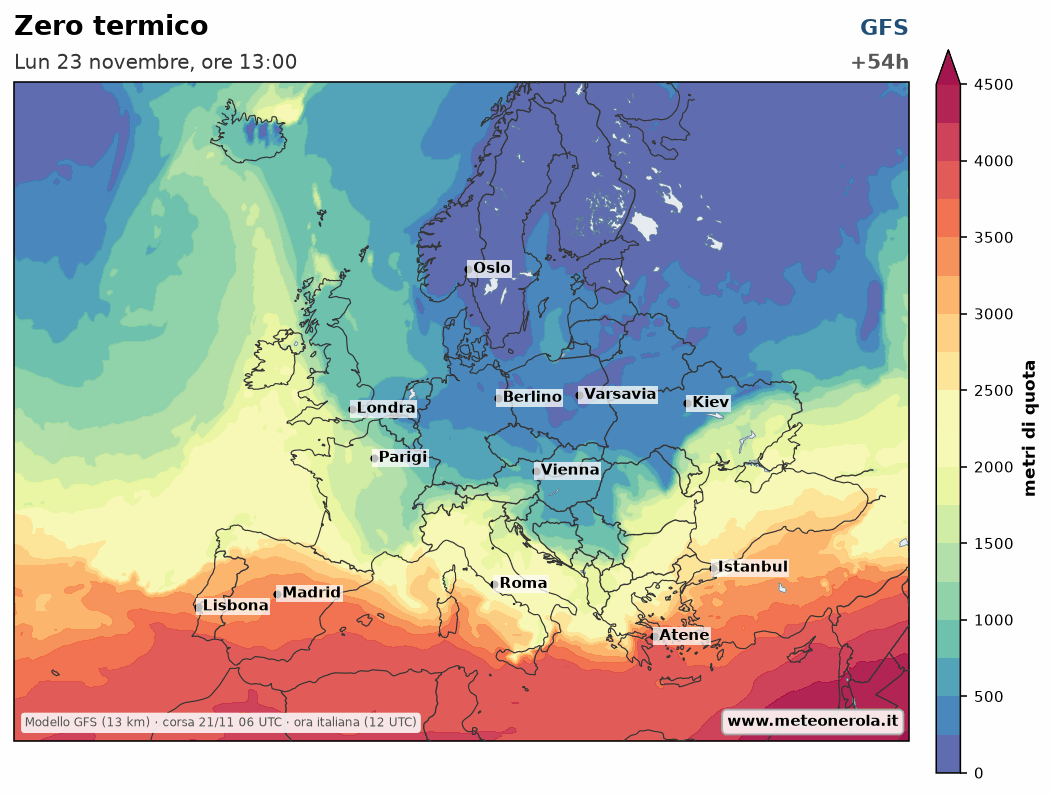 Zero termico
GFS
Lun 23 novembre, ore 13:00
+54h
4500
4000
3500
3000
2500
2000
1500
1000
500
0
metri di quota
Oslo
Londra
Berlino
Varsavia
Kiev
Parigi
Vienna
Istanbul
Roma
Madrid
Lisbona
Atene
Modello GFS (13 km) · corsa 21/11 06 UTC · ora italiana (12 UTC)
www.meteonerola.it